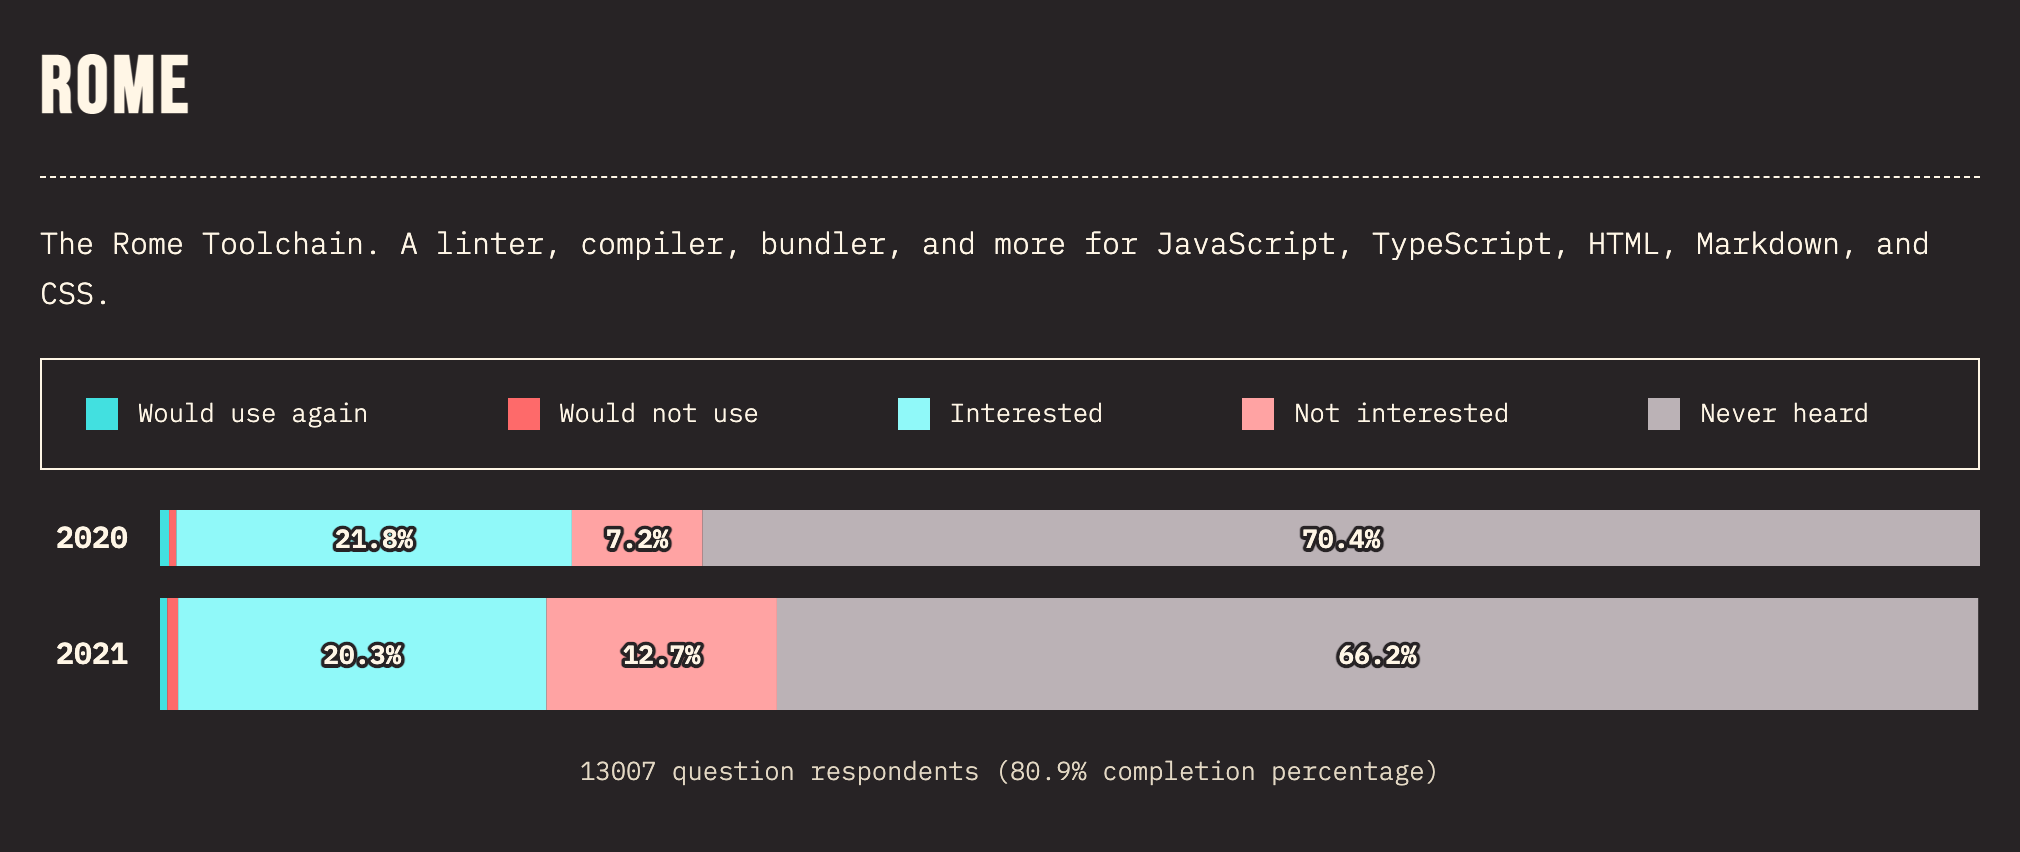 ROME
The Rome Toolchain. A linter, compiler, bundler, and more for JavaScript, TypeScript, HTML, Markdown, and
CSS.
Would use again Would not use Interested Not interested Never heard
2020 21.8% 7.2% 70.4%
2021 20.3% 12.7% 66.2%
13007 question respondents (80.9% completion percentage)